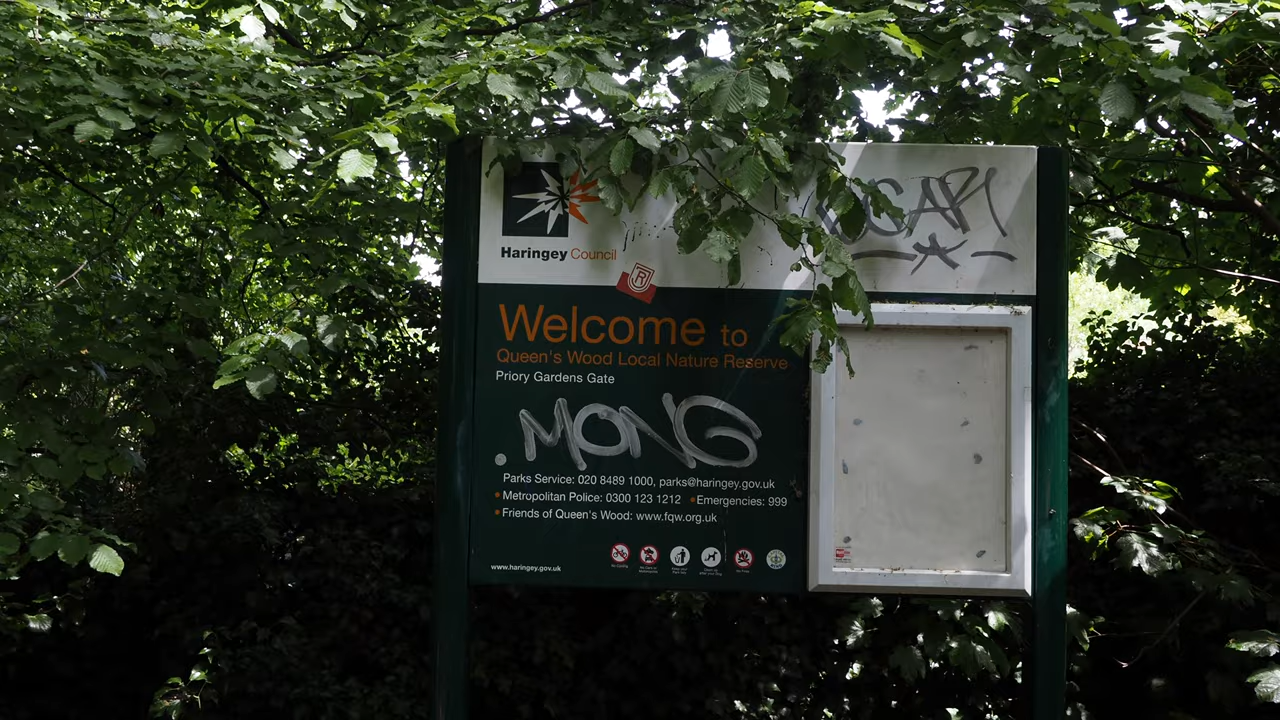 Haringey Council
Welcome to
Queen's Wood Local Nature Reserve
Priory Gardens Gate
.MONG
Parks Service: 020 8489 1000, parks@haringey.gov.uk
• Metropolitan Police: 0300 123 1212 • Emergencies: 999
• Friends of Queen's Wood: www.fqw.org.uk
www.haringey.gov.uk
No Cycling